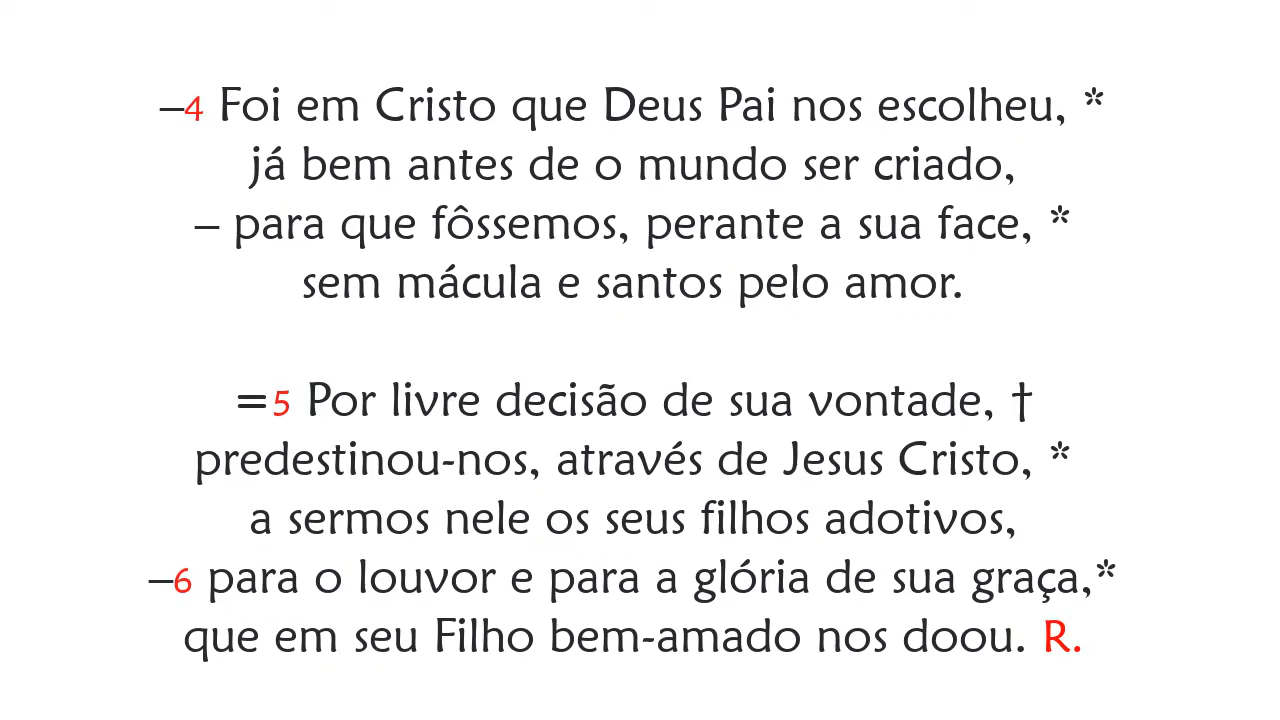 –4 Foi em Cristo que Deus Pai nos escolheu, *
já bem antes de o mundo ser criado,
– para que fôssemos, perante a sua face, *
sem mácula e santos pelo amor.
=5 Por livre decisão de sua vontade, †
predestinou-nos, através de Jesus Cristo, *
a sermos nele os seus filhos adotivos,
–6 para o louvor e para a glória de sua graça,*
que em seu Filho bem-amado nos doou. R.